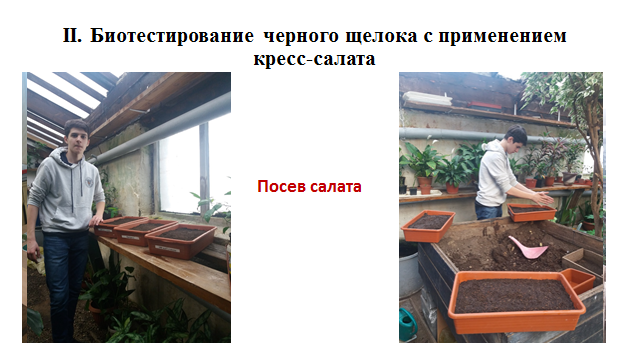 II. Биотестирование черного щелока с применением
кресс-салата
Посев салата